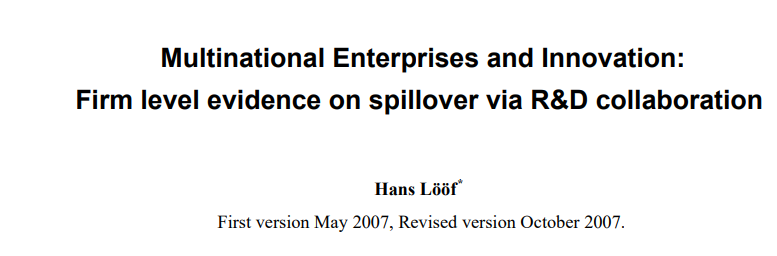 Multinational Enterprises and Innovation:
Firm level evidence on spillover via R&D collaboration
Hans Lööf*
First version May 2007, Revised version October 2007.